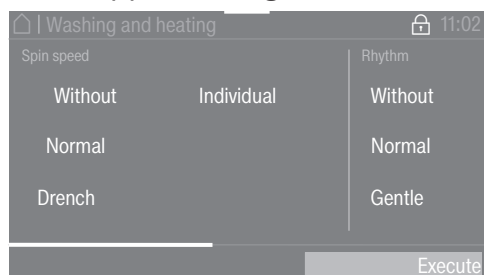 | Washing and heating 11:02
Spin speed Rhythm
Without Individual Without
Normal Normal
Drench Gentle
Execute